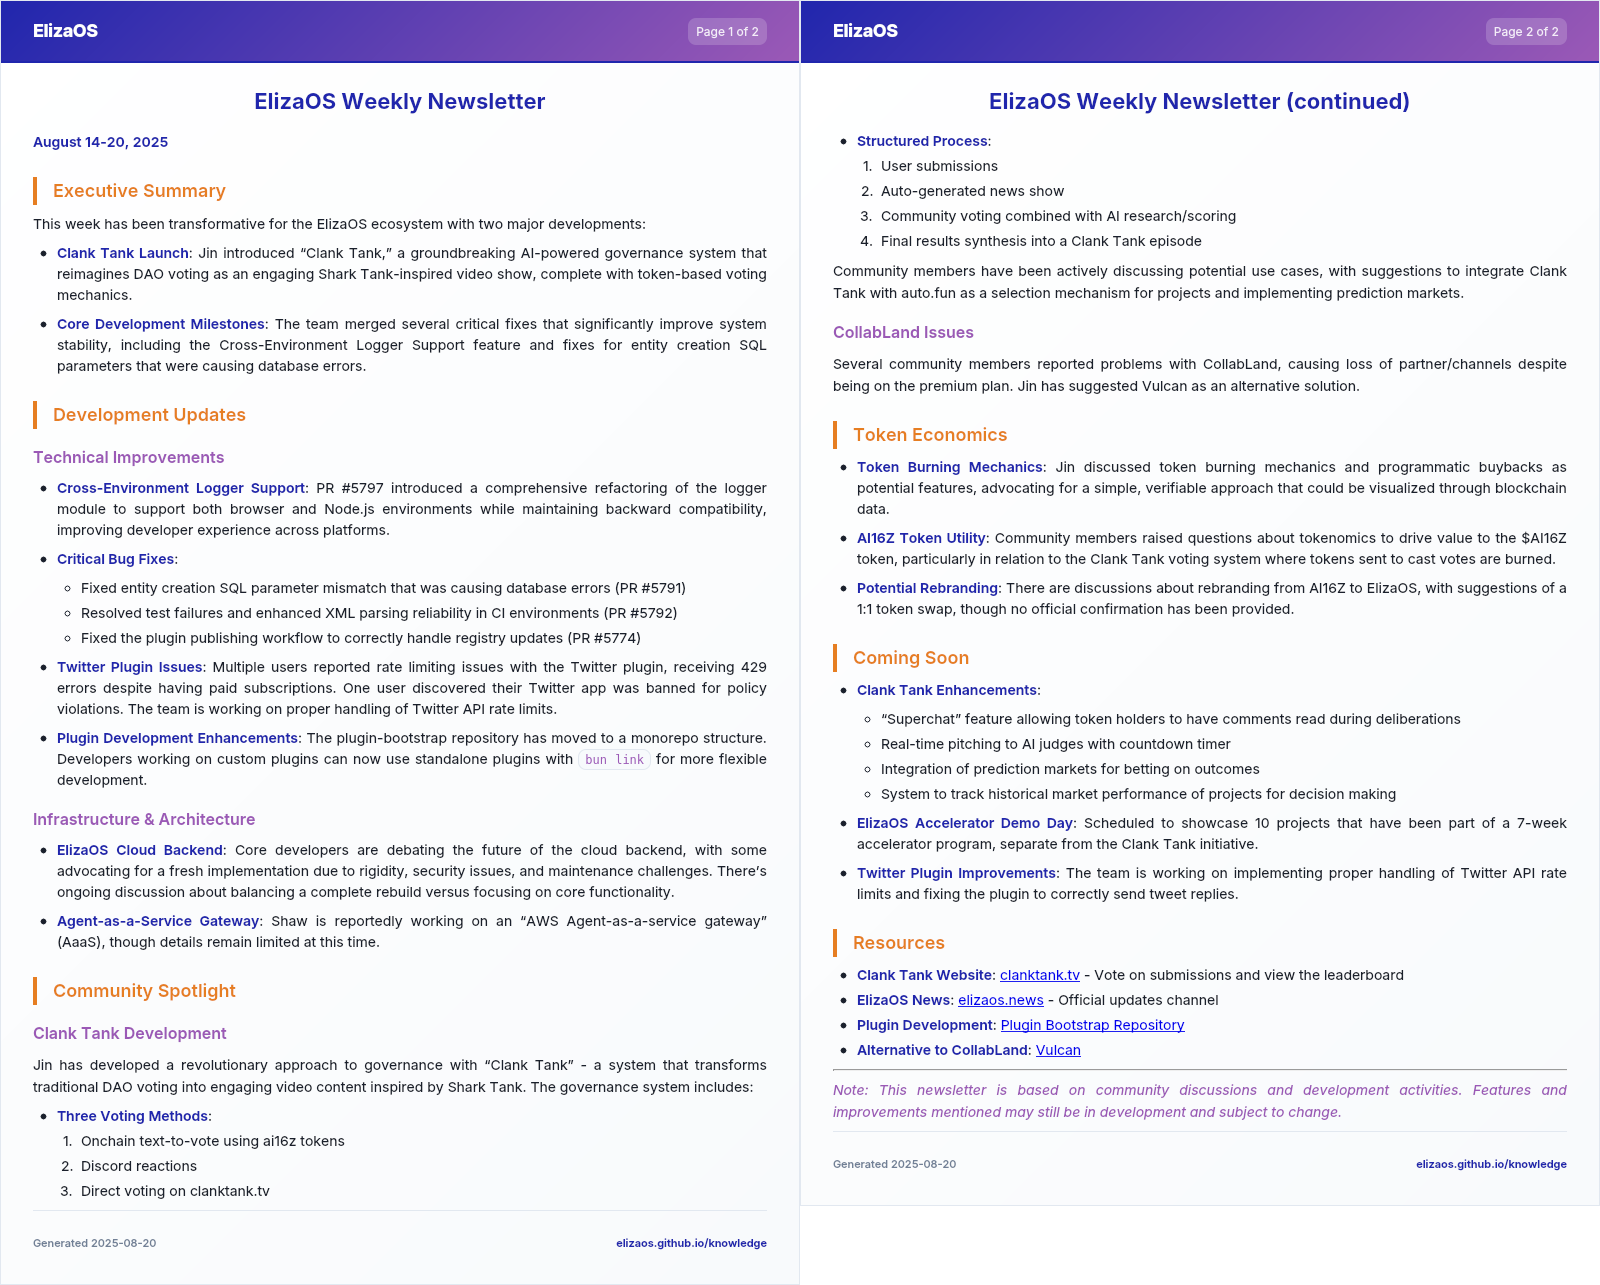 ElizaOS
Page 1 of 2
ElizaOS Weekly Newsletter
August 14-20, 2025
Executive Summary
This week has been transformative for the ElizaOS ecosystem with two major developments:
• Clank Tank Launch: Jin introduced “Clank Tank,” a groundbreaking AI-powered governance system that
reimagines DAO voting as an engaging Shark Tank-inspired video show, complete with token-based voting
mechanics.
• Core Development Milestones: The team merged several critical fixes that significantly improve system
stability, including the Cross-Environment Logger Support feature and fixes for entity creation SQL
parameters that were causing database errors.
Development Updates
Technical Improvements
• Cross-Environment Logger Support: PR #5797 introduced a comprehensive refactoring of the logger
module to support both browser and Node.js environments while maintaining backward compatibility,
improving developer experience across platforms.
• Critical Bug Fixes:
◦ Fixed entity creation SQL parameter mismatch that was causing database errors (PR #5791)
◦ Resolved test failures and enhanced XML parsing reliability in CI environments (PR #5792)
◦ Fixed the plugin publishing workflow to correctly handle registry updates (PR #5774)
• Twitter Plugin Issues: Multiple users reported rate limiting issues with the Twitter plugin, receiving 429
errors despite having paid subscriptions. One user discovered their Twitter app was banned for policy
violations. The team is working on proper handling of Twitter API rate limits.
• Plugin Development Enhancements: The plugin-bootstrap repository has moved to a monorepo structure.
Developers working on custom plugins can now use standalone plugins with bun link for more flexible
development.
Infrastructure & Architecture
• ElizaOS Cloud Backend: Core developers are debating the future of the cloud backend, with some
advocating for a fresh implementation due to rigidity, security issues, and maintenance challenges. There’s
ongoing discussion about balancing a complete rebuild versus focusing on core functionality.
• Agent-as-a-Service Gateway: Shaw is reportedly working on an “AWS Agent-as-a-service gateway”
(AaaS), though details remain limited at this time.
Community Spotlight
Clank Tank Development
Jin has developed a revolutionary approach to governance with “Clank Tank” - a system that transforms
traditional DAO voting into engaging video content inspired by Shark Tank. The governance system includes:
• Three Voting Methods:
1. Onchain text-to-vote using ai16z tokens
2. Discord reactions
3. Direct voting on clanktank.tv
Generated 2025-08-20
elizaos.github.io/knowledge
ElizaOS
Page 2 of 2
ElizaOS Weekly Newsletter (continued)
• Structured Process:
1. User submissions
2. Auto-generated news show
3. Community voting combined with AI research/scoring
4. Final results synthesis into a Clank Tank episode
Community members have been actively discussing potential use cases, with suggestions to integrate Clank
Tank with auto.fun as a selection mechanism for projects and implementing prediction markets.
CollabLand Issues
Several community members reported problems with CollabLand, causing loss of partner/channels despite
being on the premium plan. Jin has suggested Vulcan as an alternative solution.
Token Economics
• Token Burning Mechanics: Jin discussed token burning mechanics and programmatic buybacks as
potential features, advocating for a simple, verifiable approach that could be visualized through blockchain
data.
• AI16Z Token Utility: Community members raised questions about tokenomics to drive value to the $AI16Z
token, particularly in relation to the Clank Tank voting system where tokens sent to cast votes are burned.
• Potential Rebranding: There are discussions about rebranding from AI16Z to ElizaOS, with suggestions of a
1:1 token swap, though no official confirmation has been provided.
Coming Soon
• Clank Tank Enhancements:
◦ “Superchat” feature allowing token holders to have comments read during deliberations
◦ Real-time pitching to AI judges with countdown timer
◦ Integration of prediction markets for betting on outcomes
◦ System to track historical market performance of projects for decision making
• ElizaOS Accelerator Demo Day: Scheduled to showcase 10 projects that have been part of a 7-week
accelerator program, separate from the Clank Tank initiative.
• Twitter Plugin Improvements: The team is working on implementing proper handling of Twitter API rate
limits and fixing the plugin to correctly send tweet replies.
Resources
• Clank Tank Website: clanktank.tv - Vote on submissions and view the leaderboard
• ElizaOS News: elizaos.news - Official updates channel
• Plugin Development: Plugin Bootstrap Repository
• Alternative to CollabLand: Vulcan
Note: This newsletter is based on community discussions and development activities. Features and
improvements mentioned may still be in development and subject to change.
Generated 2025-08-20
elizaos.github.io/knowledge